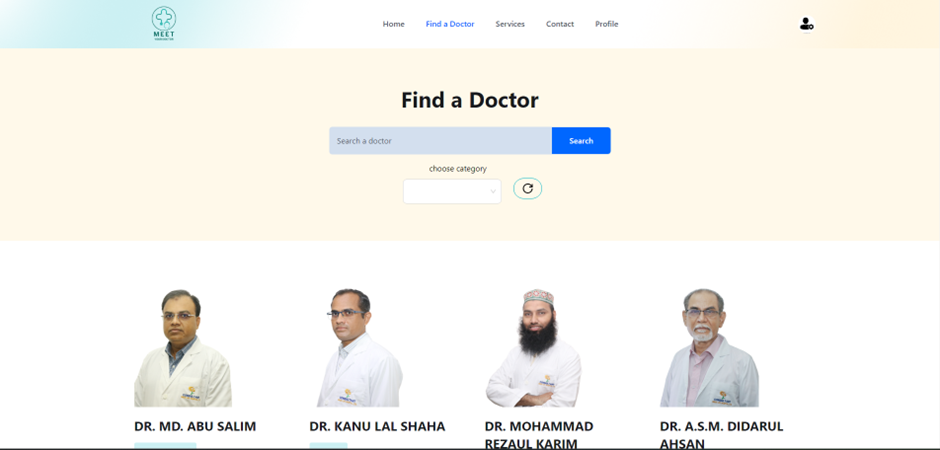 MEET
Home
Find a Doctor
Services
Contact
Profile
Find a Doctor
Search a doctor
Search
choose category
DR. MD. ABU SALIM
DR. KANU LAL SHAHA
DR. MOHAMMAD
REZAUL KARIM
DR. A.S.M. DIDARUL
AHSAN